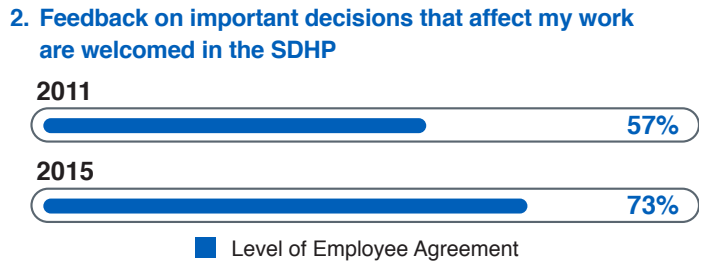 2. Feedback on important decisions that affect my work
are welcomed in the SDHP
2011
57%
2015
73%
Level of Employee Agreement